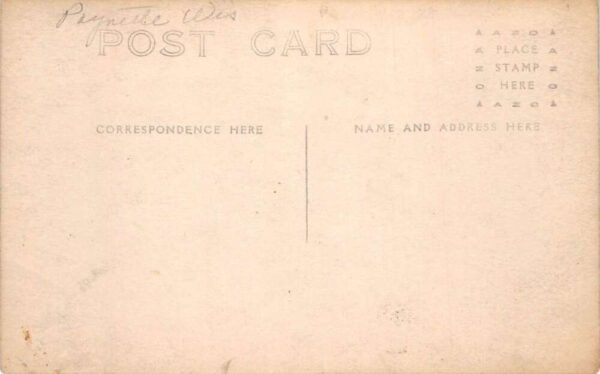 Paynette Wis
POST CARD
AZO
PLACE
STAMP
HERE
AZO
CORRESPONDENCE HERE
NAME AND ADDRESS HERE